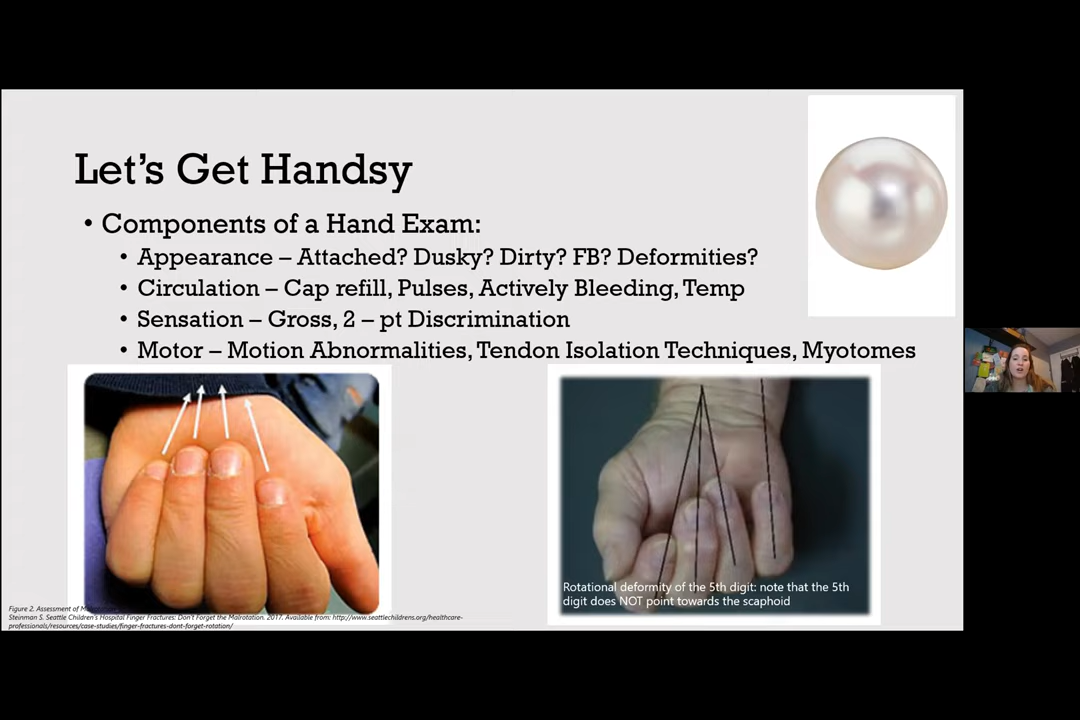 Let's Get Handsy
• Components of a Hand Exam:
• Appearance – Attached? Dusky? Dirty? FB? Deformities?
• Circulation – Cap refill, Pulses, Actively Bleeding, Temp
• Sensation – Gross, 2 – pt Discrimination
• Motor – Motion Abnormalities, Tendon Isolation Techniques, Myotomes
Rotational deformity of the 5th digit: note that the 5th
digit does NOT point towards the scaphoid
Figure 2. Assessment of
Steinman S. Seattle Children's Hospital Finger Fractures: Don't Forget the Malrotation. 2017. Available from: http://www.seattlechildrens.org/healthcare-
professionals/resources/case-studies/finger-fractures-dont-forget-rotation/